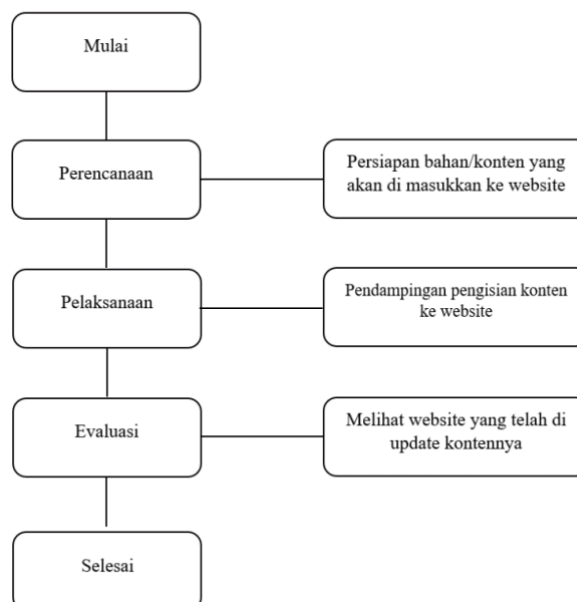 Mulai
Perencanaan
Persiapan bahan/konten yang
akan di masukkan ke website
Pelaksanaan
Pendampingan pengisian konten
ke website
Evaluasi
Melihat website yang telah di
update kontennya
Selesai